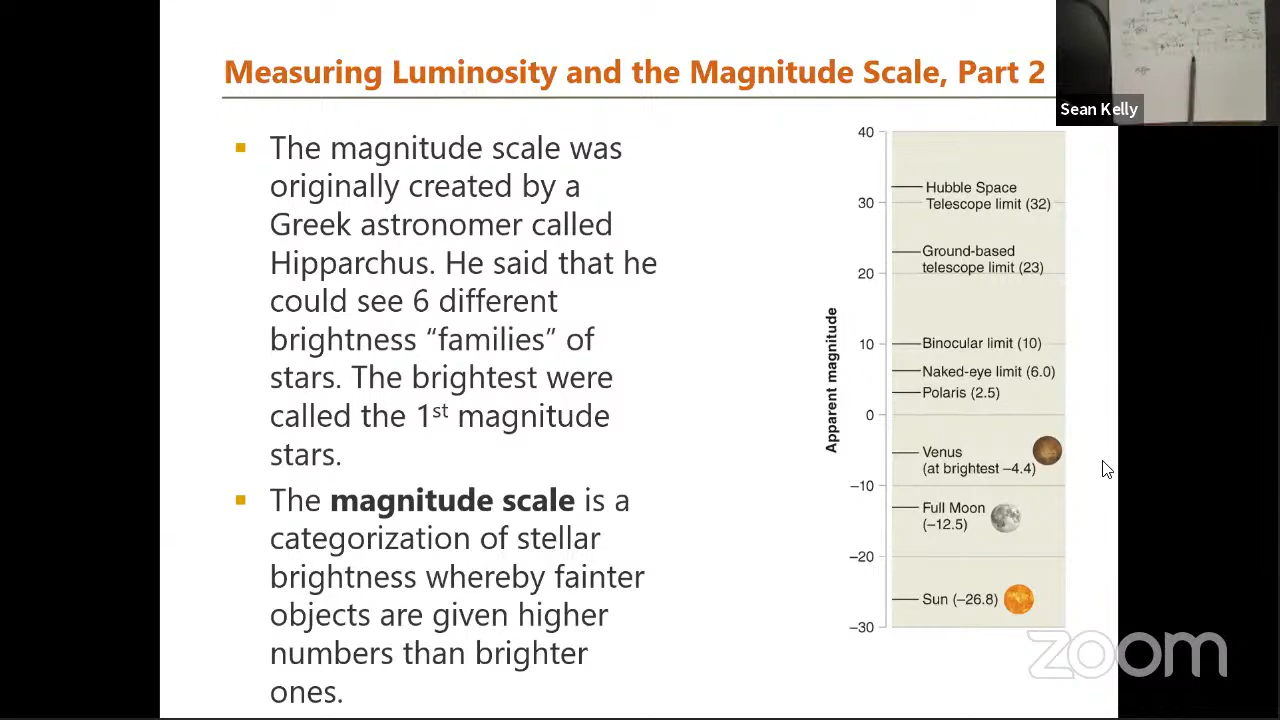 Measuring Luminosity and the Magnitude Scale, Part 2
Sean Kelly
▪ The magnitude scale was
originally created by a
Greek astronomer called
Hipparchus. He said that he
could see 6 different
brightness “families” of
stars. The brightest were
called the 1st magnitude
stars.
▪ The magnitude scale is a
categorization of stellar
brightness whereby fainter
objects are given higher
numbers than brighter
ones.
Apparent magnitude
40
Hubble Space
Telescope limit (32)
30
Ground-based
telescope limit (23)
20
10
Binocular limit (10)
Naked-eye limit (6.0)
Polaris (2.5)
0
Venus
(at brightest –4.4)
–10
Full Moon
(–12.5)
–20
Sun (–26.8)
–30
zoom